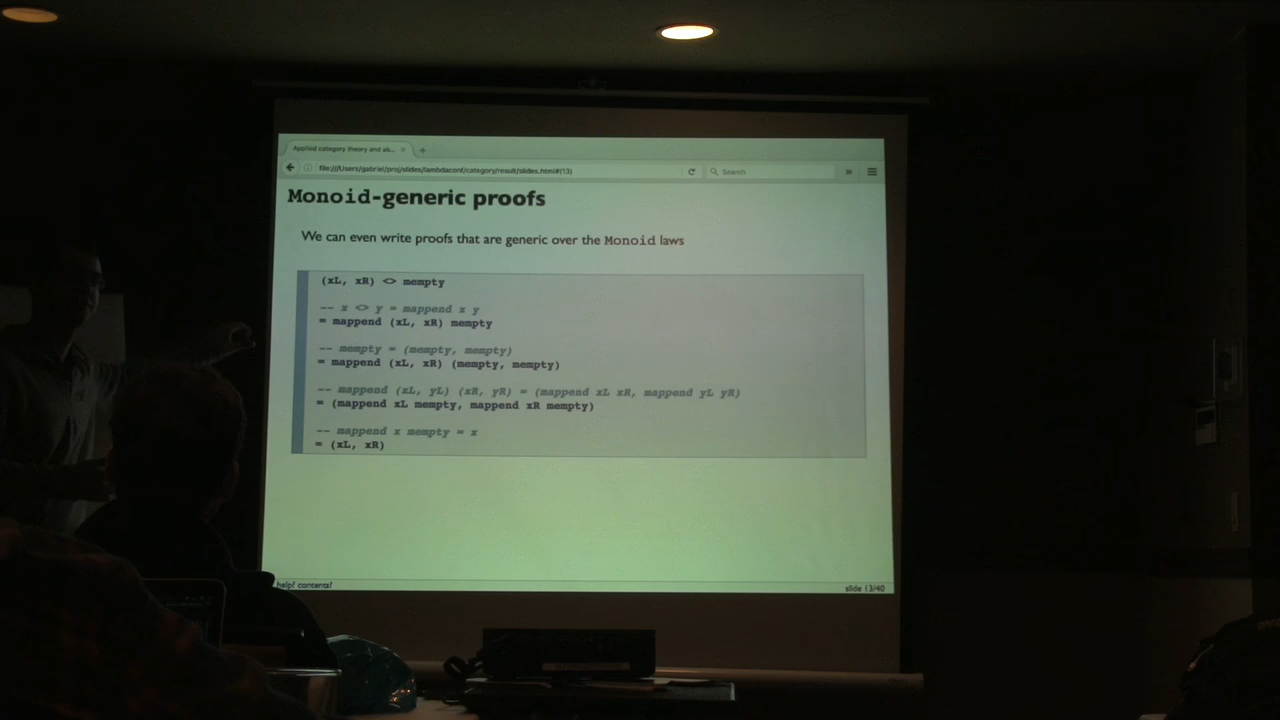 Applied category theory and ab...
file:///Users/gabriel/proj/slides/lambdaconf/category/result/slides.html#(13)
Search
Monoid-generic proofs
We can even write proofs that are generic over the Monoid laws
(xL, xR) <> mempty
-- x <> y = mappend x y
= mappend (xL, xR) mempty
-- mempty = (mempty, mempty)
= mappend (xL, xR) (mempty, mempty)
-- mappend (xL, yL) (xR, yR) = (mappend xL xR, mappend yL yR)
= (mappend xL mempty, mappend xR mempty)
-- mappend x mempty = x
= (xL, xR)
help? contents?
slide 13/40